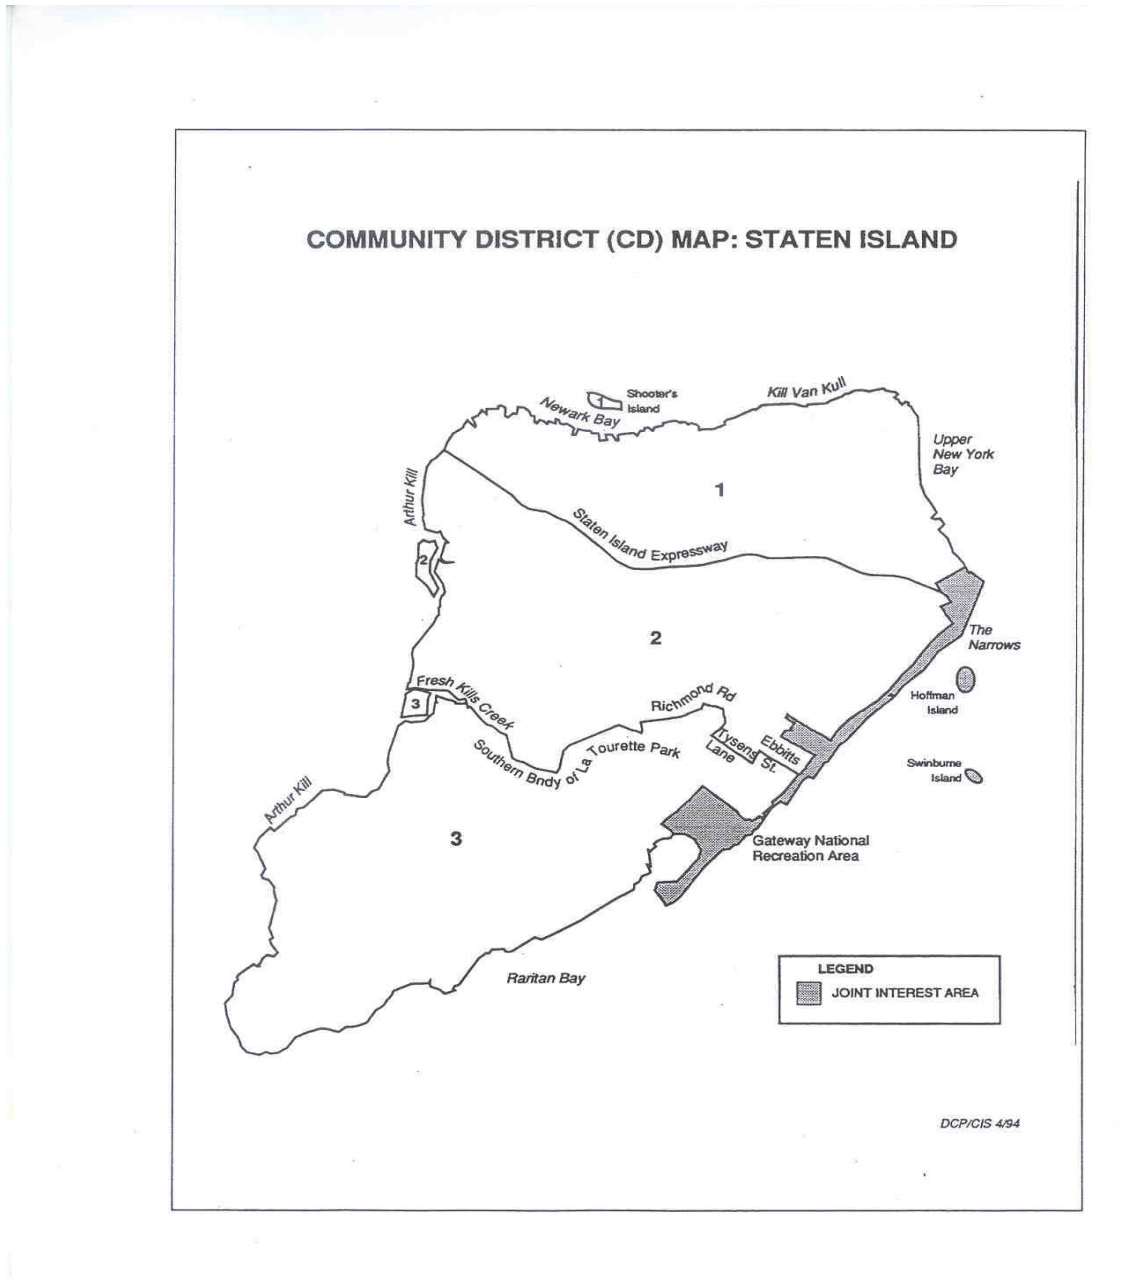 COMMUNITY DISTRICT (CD) MAP: STATEN ISLAND
Kill Van Kull
Shooter's
Island
1
Newark Bay
Upper
New York
Bay
Arthur Kill
1
Staten Island Expressway
2
2
The
Narrows
Fresh Kills Creek
Hoffman
Island
3
Richmond Rd
Southern Bndy of La Tourette Park
Tysens
Lane
Ebbitts
St.
Swinburne
Island
Arthur Kill
3
Gateway National
Recreation Area
Raritan Bay
LEGEND
JOINT INTEREST AREA
DCP/CIS 4/94